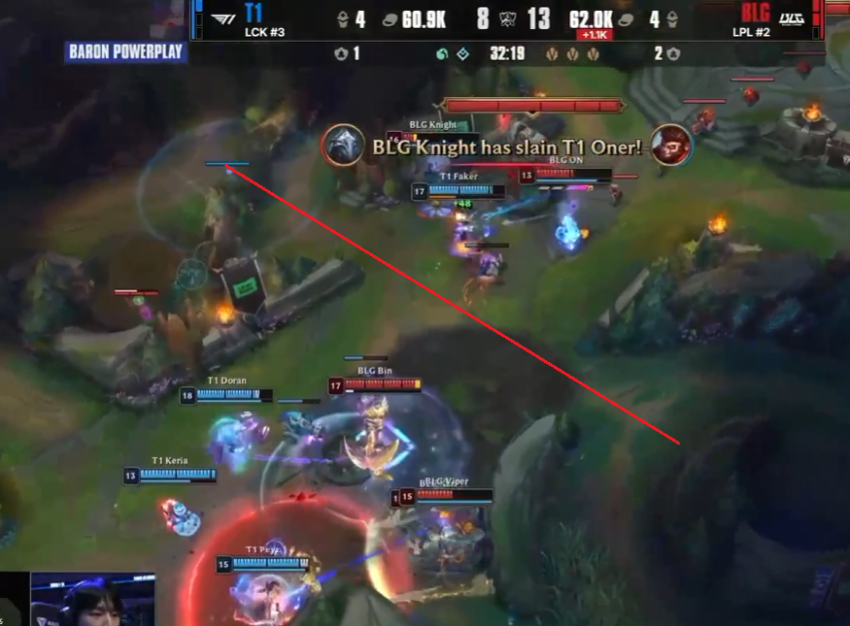 T1
LCK #3
4
60.9K
8
13
62.0K
+1.1K
4
BLG
LPL #2
BARON POWERPLAY
1
32:19
2
BLG Knight
16
BLG Knight has slain T1 Oner!
BLG ON
13
T1 Faker
17
+48
BLG Bin
17
T1 Doran
18
T1 Keria
13
BLG Viper
15
15